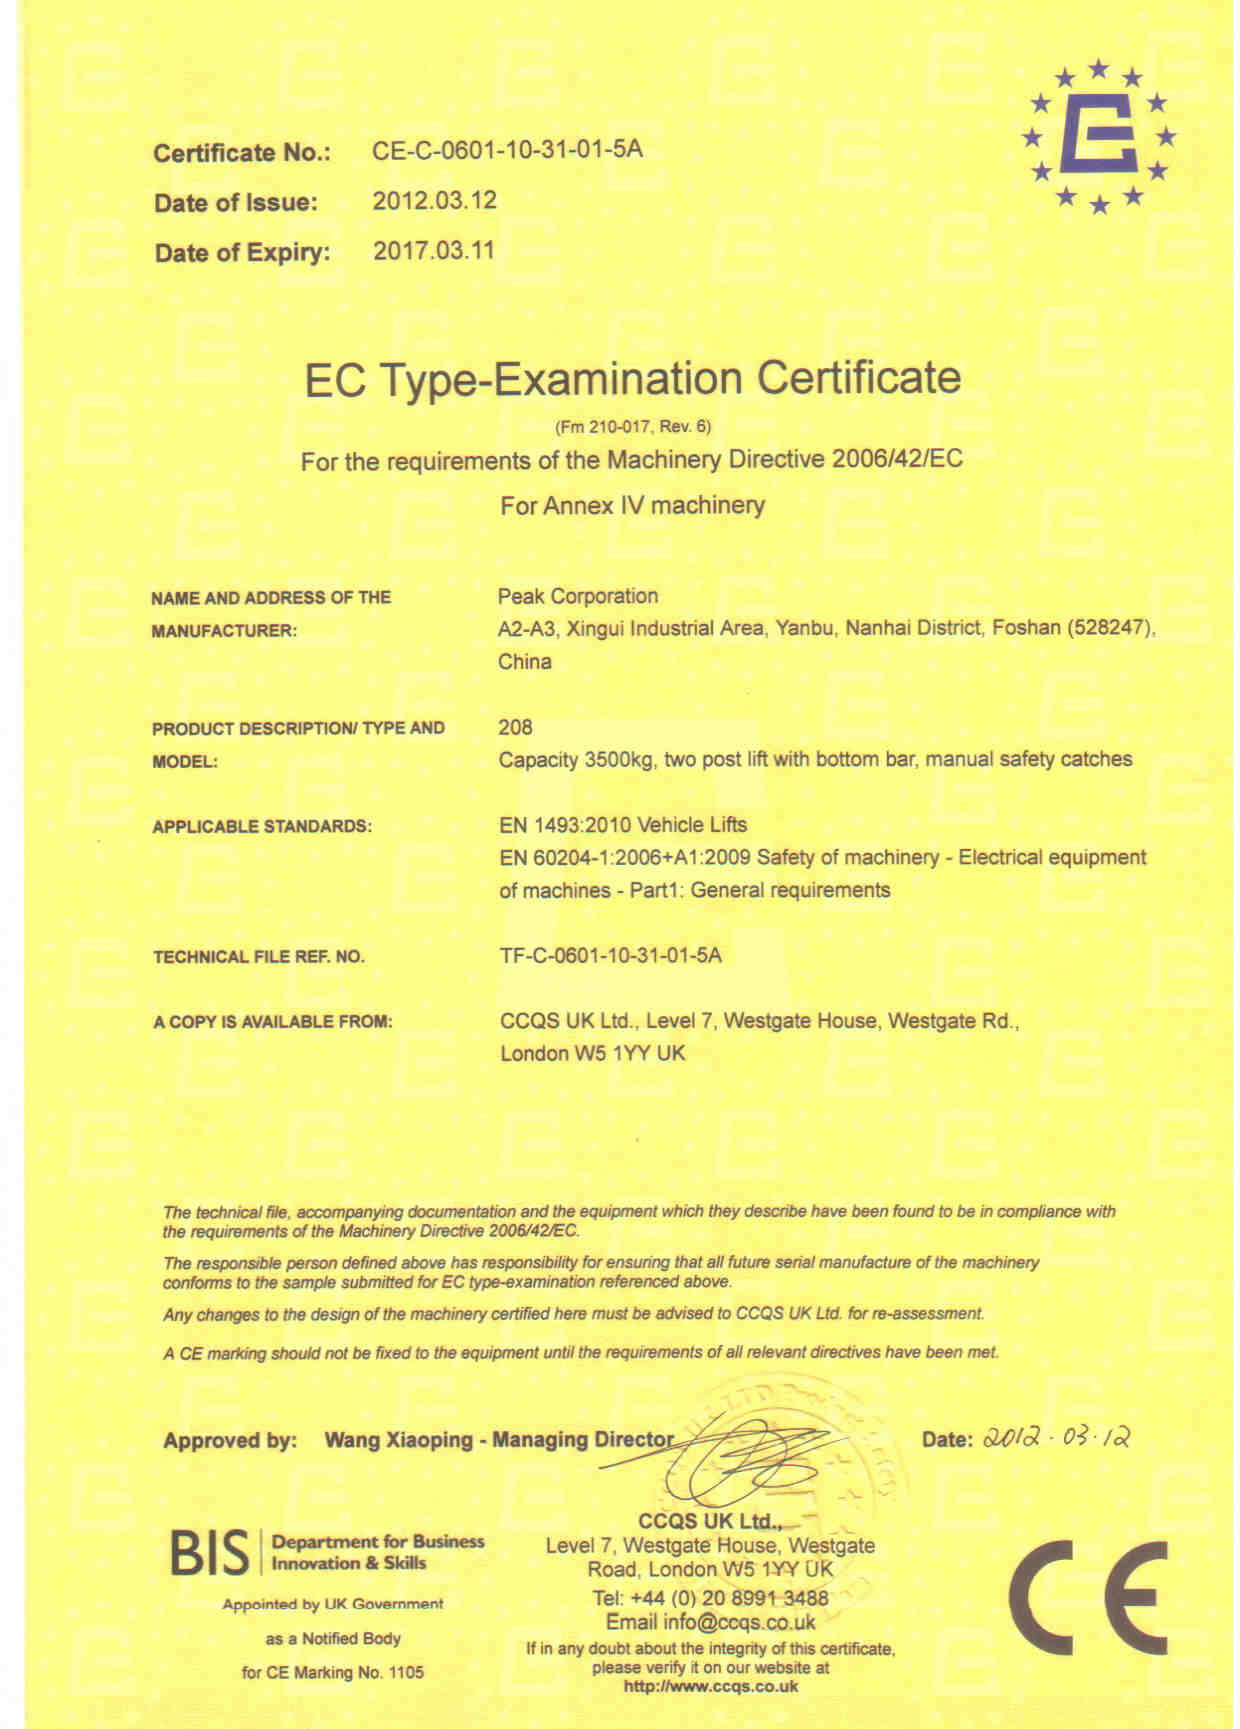 Certificate No.: CE-C-0601-10-31-01-5A
Date of Issue: 2012.03.12
Date of Expiry: 2017.03.11
EC Type-Examination Certificate
(Fm 210-017, Rev. 6)
For the requirements of the Machinery Directive 2006/42/EC
For Annex IV machinery
NAME AND ADDRESS OF THE Peak Corporation
MANUFACTURER: A2-A3, Xingui Industrial Area, Yanbu, Nanhai District, Foshan (528247),
China
PRODUCT DESCRIPTION/ TYPE AND 208
MODEL: Capacity 3500kg, two post lift with bottom bar, manual safety catches
APPLICABLE STANDARDS: EN 1493:2010 Vehicle Lifts
EN 60204-1:2006+A1:2009 Safety of machinery - Electrical equipment
of machines - Part1: General requirements
TECHNICAL FILE REF. NO. TF-C-0601-10-31-01-5A
A COPY IS AVAILABLE FROM: CCQS UK Ltd., Level 7, Westgate House, Westgate Rd.,
London W5 1YY UK
The technical file, accompanying documentation and the equipment which they describe have been found to be in compliance with
the requirements of the Machinery Directive 2006/42/EC.
The responsible person defined above has responsibility for ensuring that all future serial manufacture of the machinery
conforms to the sample submitted for EC type-examination referenced above.
Any changes to the design of the machinery certified here must be advised to CCQS UK Ltd. for re-assessment.
A CE marking should not be fixed to the equipment until the requirements of all relevant directives have been met.
Approved by: Wang Xiaoping - Managing Director Date: 2012.03.12
CCQS UK Ltd.,
Level 7, Westgate House, Westgate
Road, London W5 1YY UK
Tel: +44 (0) 20 8991 3488
Email info@ccqs.co.uk
If in any doubt about the integrity of this certificate,
please verify it on our website at
http://www.ccqs.co.uk
BIS Department for Business
Innovation & Skills
Appointed by UK Government
as a Notified Body
for CE Marking No. 1105
CE